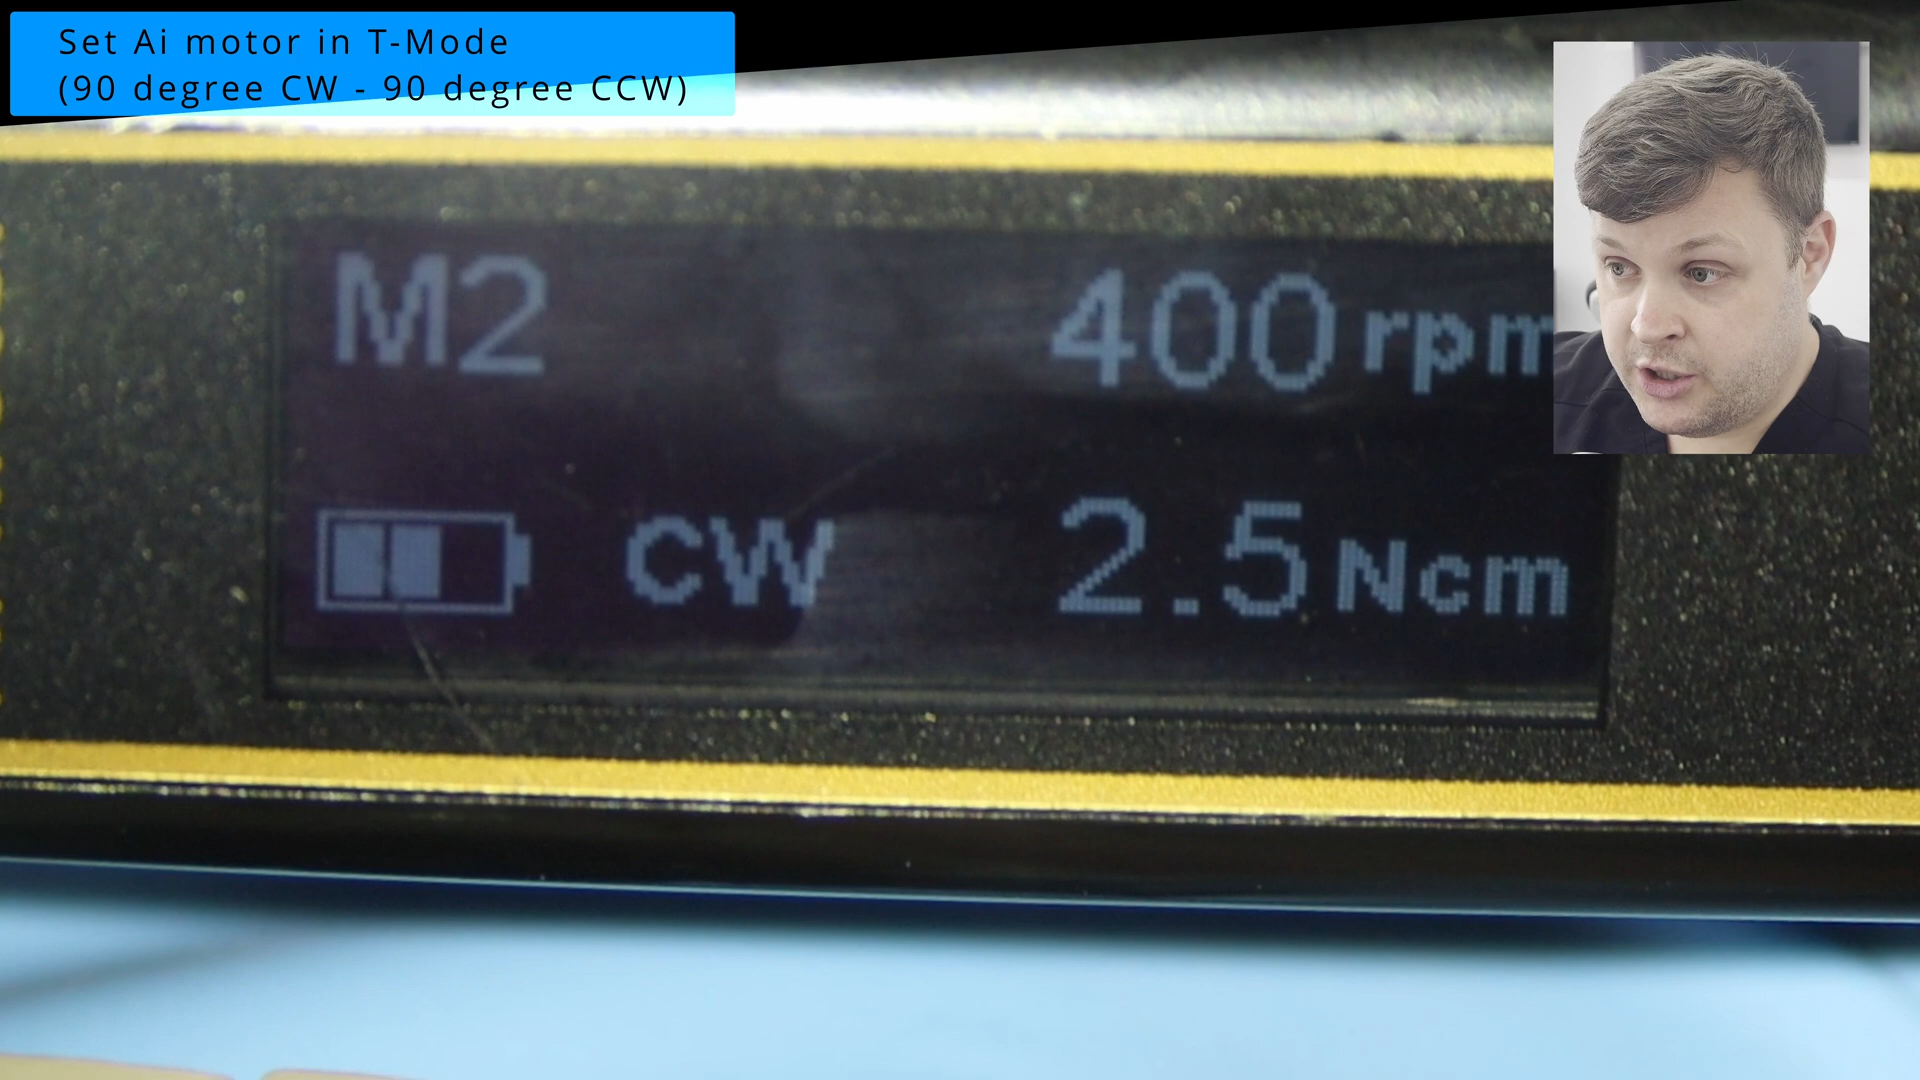 Set Ai motor in T-Mode
(90 degree CW - 90 degree CCW)
M2 400 rpm
CW 2.5 Ncm